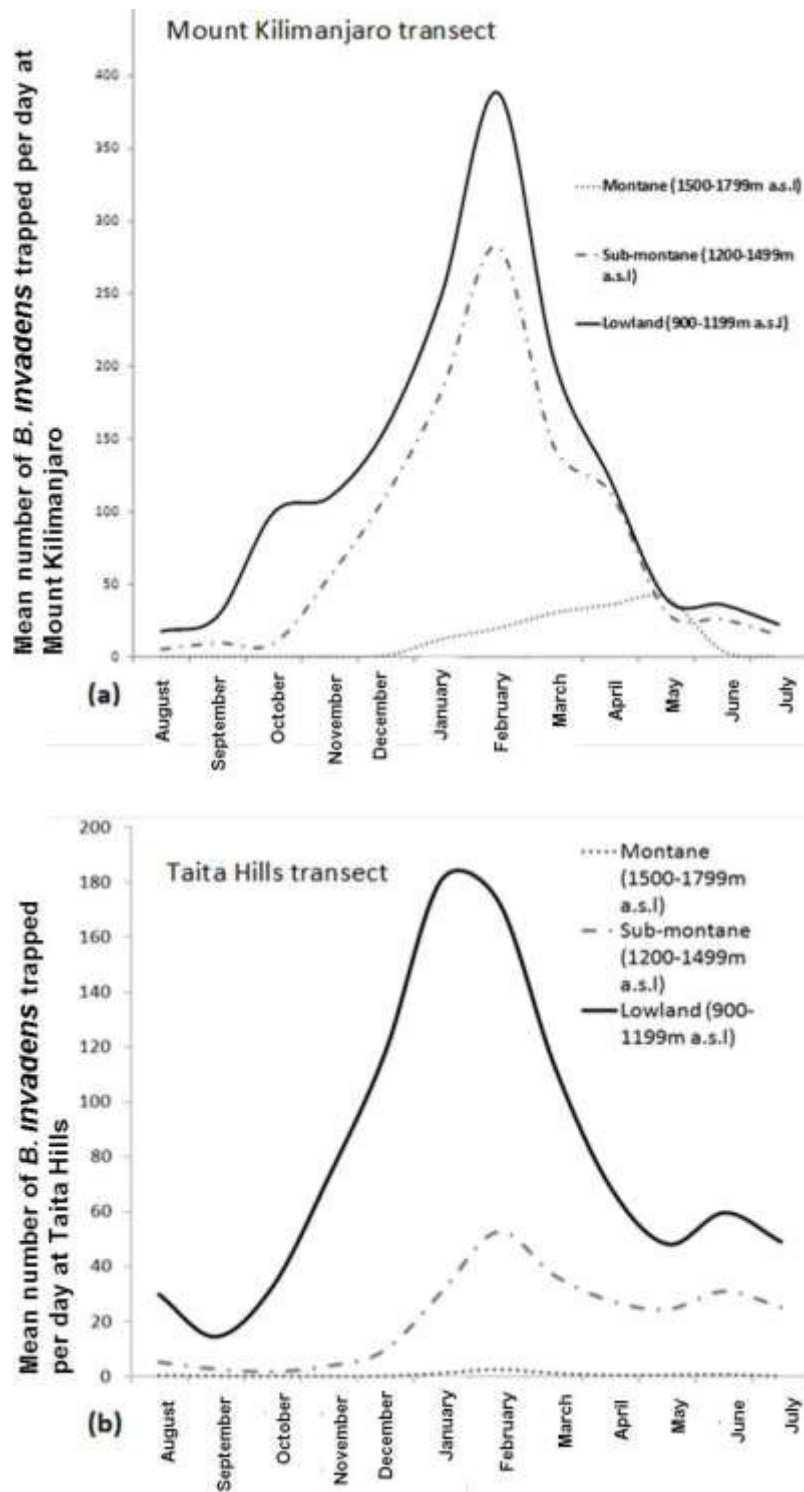 Mount Kilimanjaro transect
Mean number of B. invadens trapped per day at
Mount Kilimanjaro
400
350
300
250
200
150
100
50
0
Montane (1500-1799m a.s.l)
Sub-montane (1200-1499m
a.s.l)
Lowland (900-1199m a.s.l)
(a)
August
September
October
November
December
January
February
March
April
May
June
July
Taita Hills transect
Mean number of B. invadens trapped
per day at Taita Hills
200
180
160
140
120
100
80
60
40
20
0
Montane
(1500-1799m
a.s.l)
Sub-montane
(1200-1499m
a.s.l)
Lowland (900-
1199m a.s.l)
(b)
August
September
October
November
December
January
February
March
April
May
June
July